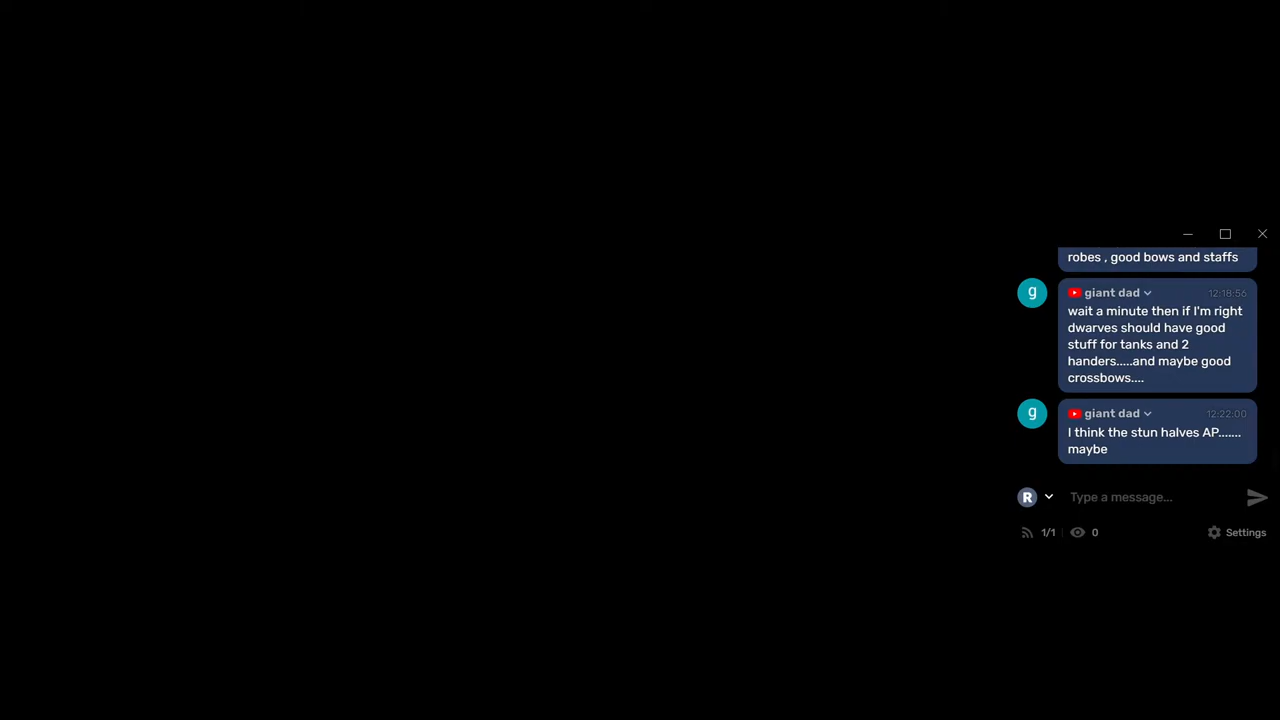 robes , good bows and staffs
g
giant dad 12:18:56
wait a minute then if I'm right
dwarves should have good
stuff for tanks and 2
handers.....and maybe good
crossbows....
g
giant dad 12:22:00
I think the stun halves AP.......
maybe
R
Type a message...
1/1 0 Settings